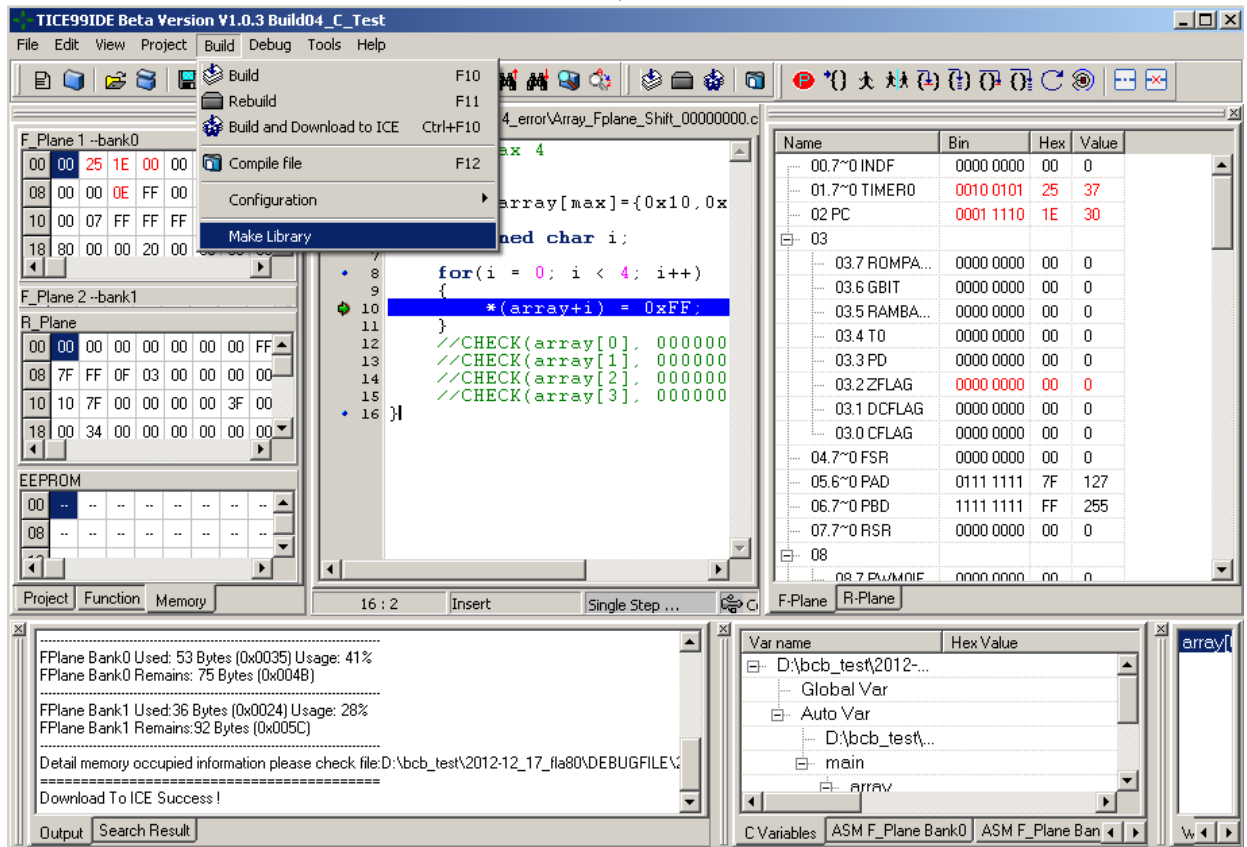 TICE99IDE Beta Version V1.0.3 Build04_C_Test
File Edit View Project Build Debug Tools Help
Build F10
Rebuild F11
Build and Download to ICE Ctrl+F10
Compile file F12
Configuration
Make Library
4_error\Array_Fplane_Shift_00000000.c
F_Plane 1 --bank0
00 00 25 1E 00 00
08 00 00 0E FF 00
10 00 07 FF FF FF
18 80 00 00 20 00
F_Plane 2 --bank1
R_Plane
00 00 00 00 00 00 00 00 FF
08 7F FF 0F 03 00 00 00 00
10 10 7F 00 00 00 00 3F 00
18 00 34 00 00 00 00 00 00
EEPROM
00 -- -- -- -- -- -- -- --
08 -- -- -- -- -- -- -- --
Project Function Memory
ax 4
array[max]={0x10,0x
ned char i;
7
8 for(i = 0; i < 4; i++)
9 {
10 *(array+i) = 0xFF;
11 }
12 //CHECK(array[0], 000000
13 //CHECK(array[1], 000000
14 //CHECK(array[2], 000000
15 //CHECK(array[3], 000000
16 }
16 : 2 Insert Single Step ... C
Name Bin Hex Value
00.7~0 INDF 0000 0000 00 0
01.7~0 TIMER0 0010 0101 25 37
02 PC 0001 1110 1E 30
03
03.7 ROMPA... 0000 0000 00 0
03.6 GBIT 0000 0000 00 0
03.5 RAMBA... 0000 0000 00 0
03.4 T0 0000 0000 00 0
03.3 PD 0000 0000 00 0
03.2 ZFLAG 0000 0000 00 0
03.1 DCFLAG 0000 0000 00 0
03.0 CFLAG 0000 0000 00 0
04.7~0 FSR 0000 0000 00 0
05.6~0 PAD 0111 1111 7F 127
06.7~0 PBD 1111 1111 FF 255
07.7~0 RSR 0000 0000 00 0
08
08.7 PWM0IE 0000 0000 00 0
F-Plane R-Plane
FPlane Bank0 Used: 53 Bytes (0x0035) Usage: 41%
FPlane Bank0 Remains: 75 Bytes (0x004B)
FPlane Bank1 Used:36 Bytes (0x0024) Usage: 28%
FPlane Bank1 Remains:92 Bytes (0x005C)
Detail memory occupied information please check file:D:\bcb_test\2012-12_17_fla80\DEBUGFILE\2
==========================================
Download To ICE Success !
Output Search Result
Var name Hex Value
D:\bcb_test\2012-...
Global Var
Auto Var
D:\bcb_test\...
main
array
C Variables ASM F_Plane Bank0 ASM F_Plane Ban
array[
W